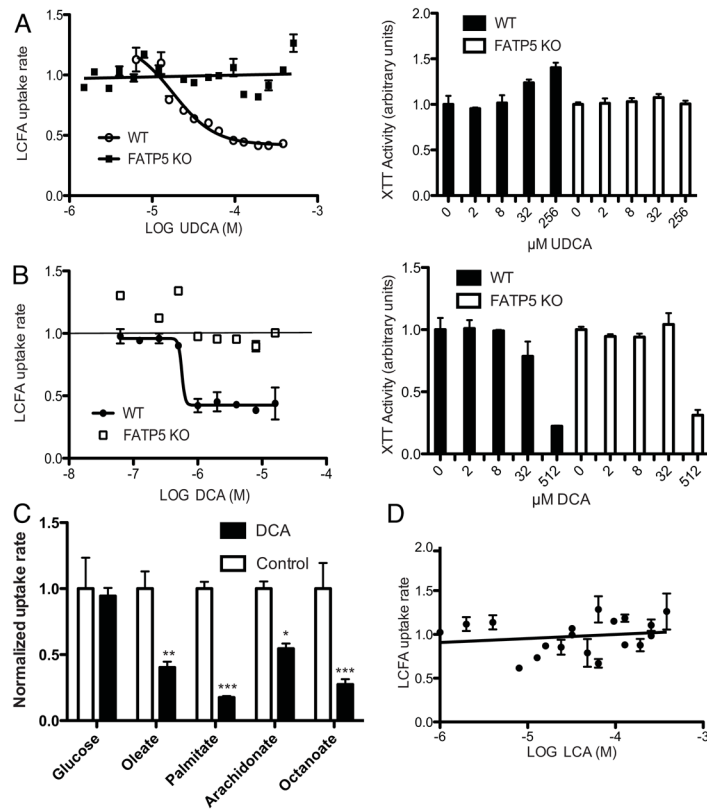 A
LCFA uptake rate
1.5
1.0
0.5
0.0
WT
FATP5 KO
-6 -5 -4 -3
LOG UDCA (M)
WT
FATP5 KO
XTT Activity (arbitrary units)
2.0
1.5
1.0
0.5
0.0
0 2 8 32 256 0 2 8 32 256
µM UDCA
B
LCFA uptake rate
1.5
1.0
0.5
0.0
WT
FATP5 KO
-8 -7 -6 -5 -4
LOG DCA (M)
WT
FATP5 KO
XTT Activity (arbitrary units)
1.5
1.0
0.5
0.0
0 2 8 32 512 0 2 8 32 512
µM DCA
C
Normalized uptake rate
1.5
1.0
0.5
0.0
DCA
Control
** *** * ***
Glucose Oleate Palmitate Arachidonate Octanoate
D
LCFA uptake rate
2.0
1.5
1.0
0.5
0.0
-6 -5 -4 -3
LOG LCA (M)